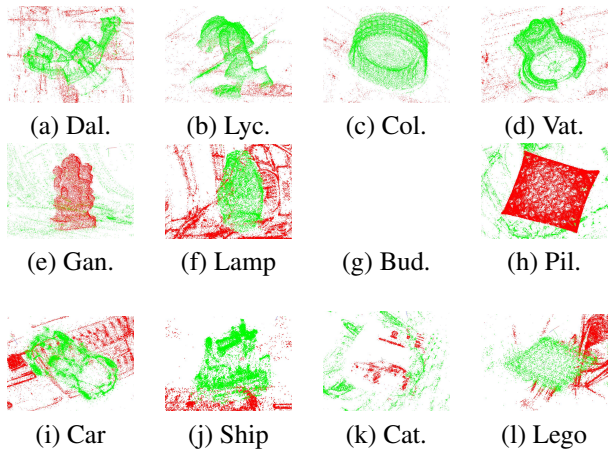 (a) Dal. (b) Lyc. (c) Col. (d) Vat.
(e) Gan. (f) Lamp (g) Bud. (h) Pil.
(i) Car (j) Ship (k) Cat. (l) Lego